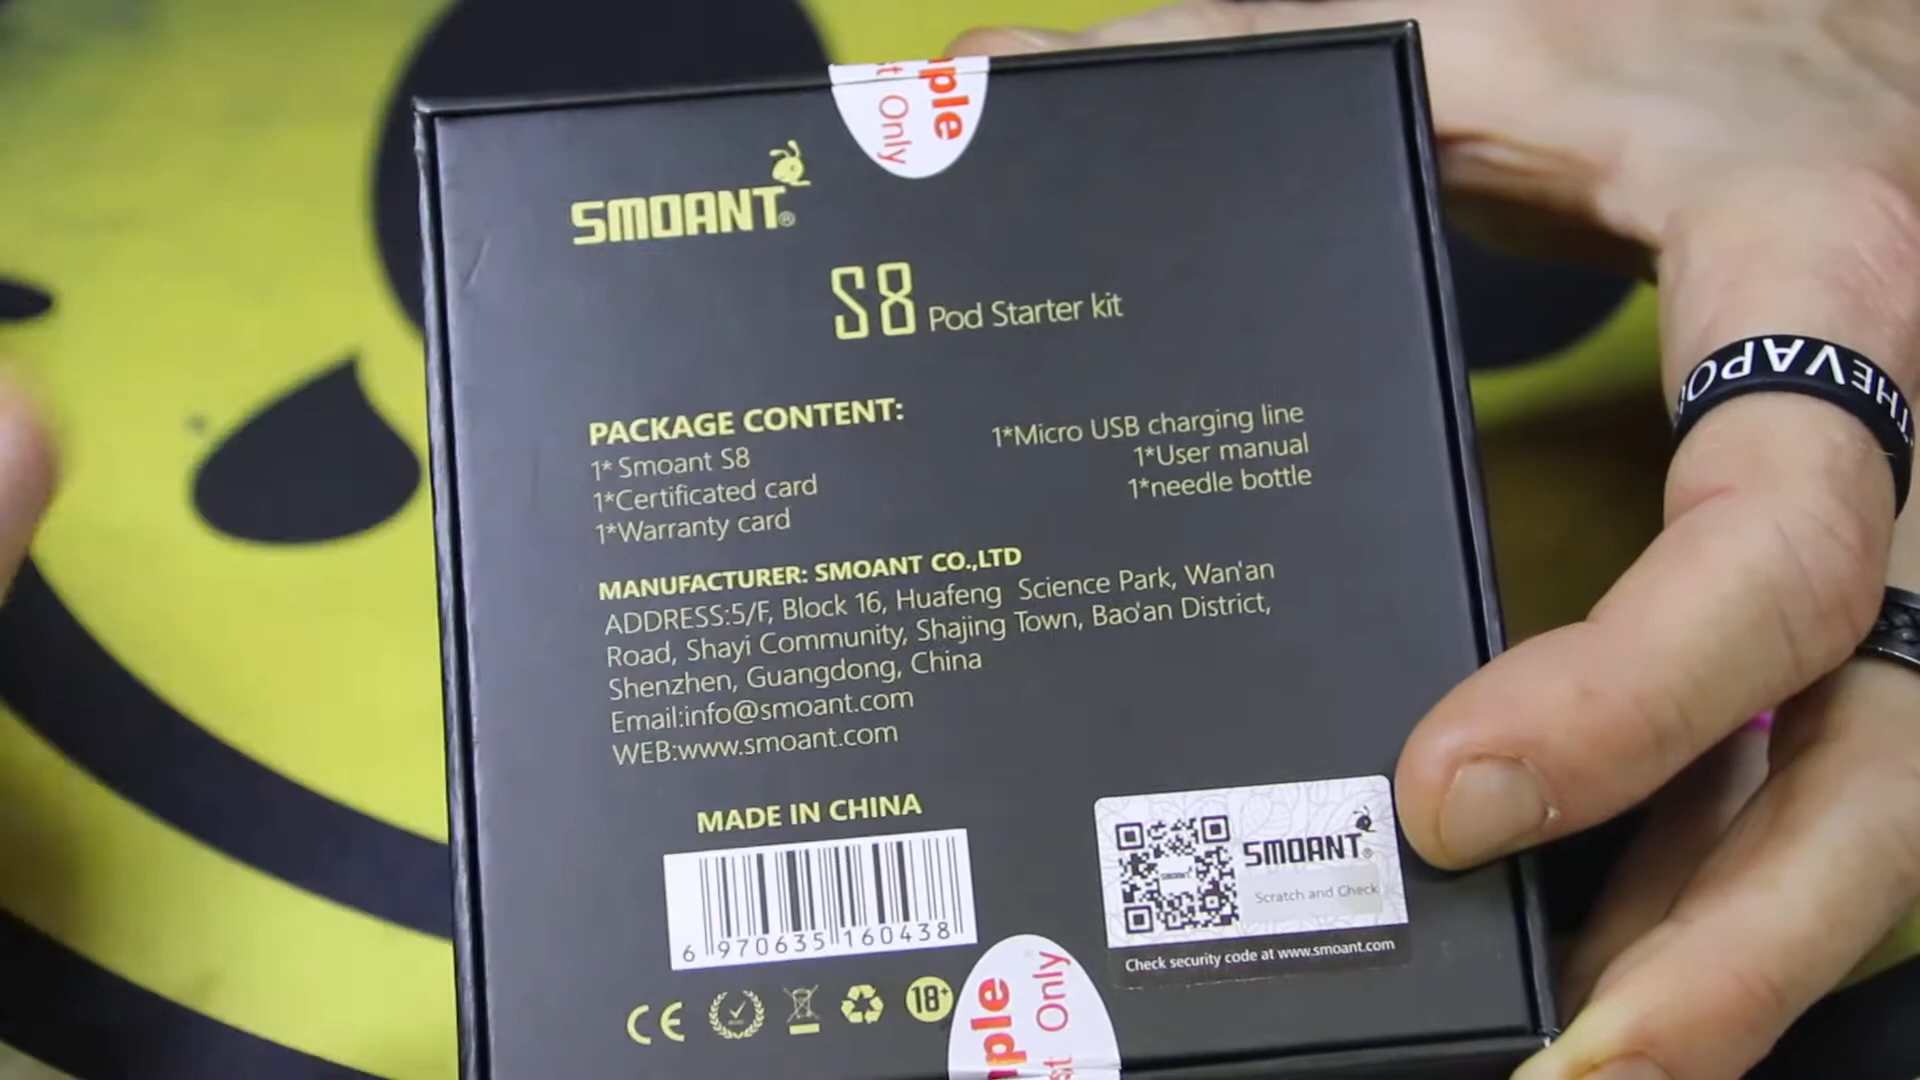 ple
t Only
SMOANT®
S8 Pod Starter kit
PACKAGE CONTENT:
1* Smoant S8
1*Certificated card
1*Warranty card
1*Micro USB charging line
1*User manual
1*needle bottle
MANUFACTURER: SMOANT CO.,LTD
ADDRESS:5/F, Block 16, Huafeng Science Park, Wan'an
Road, Shayi Community, Shajing Town, Bao'an District,
Shenzhen, Guangdong, China
Email:info@smoant.com
WEB:www.smoant.com
MADE IN CHINA
6 970635 160438
SMOANT®
Scratch and Check
Check security code at www.smoant.com
CE
18+
ple
st Only
THEVAPO